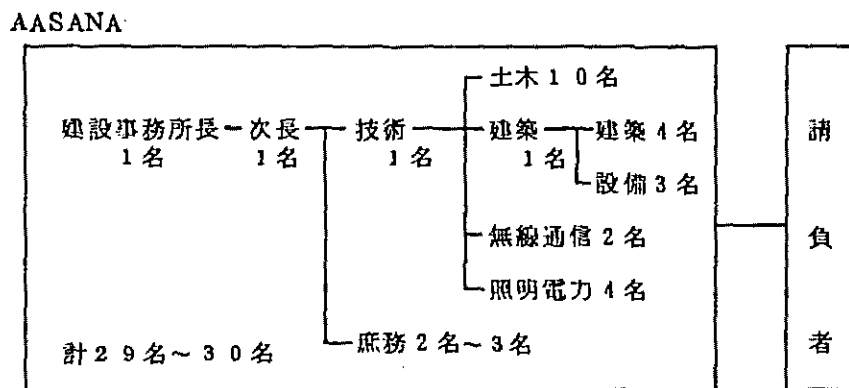 AASANA
土木10名
建設事務所長 次長 技術 建築 建築4名
1名 1名 1名 1名
設備3名
無線通信2名
照明電力4名
庶務2名~3名
計29名~30名
請
負
者